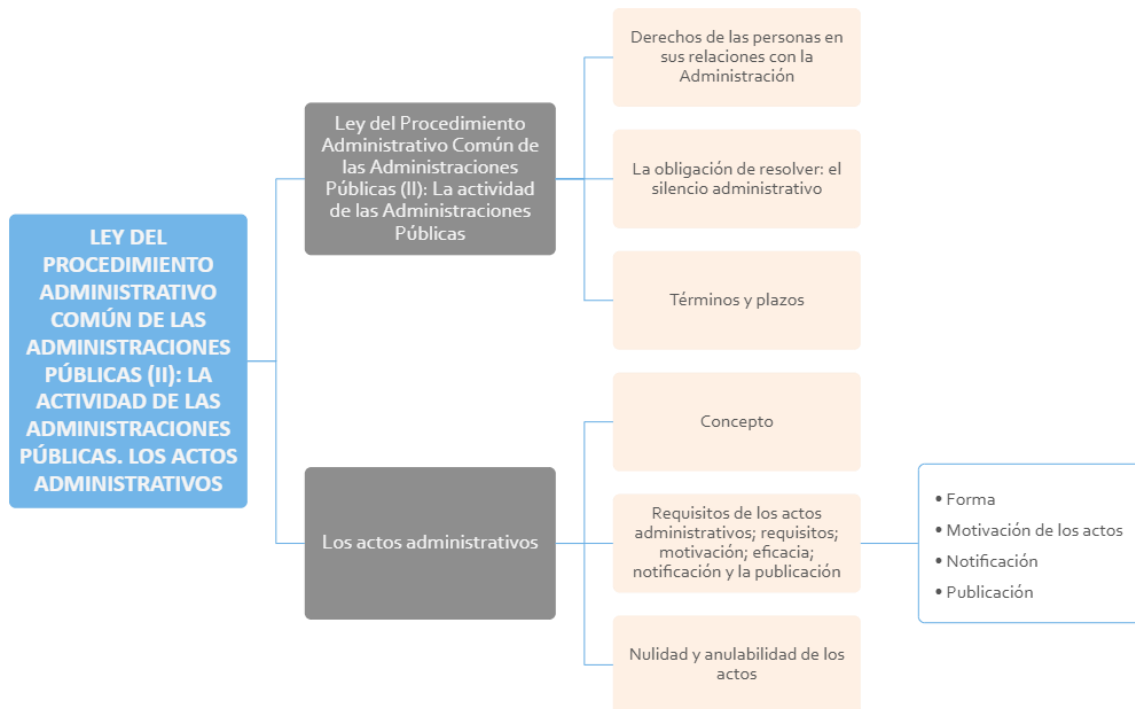 LEY DEL
PROCEDIMIENTO
ADMINISTRATIVO
COMÚN DE LAS
ADMINISTRACIONES
PÚBLICAS (II): LA
ACTIVIDAD DE LAS
ADMINISTRACIONES
PÚBLICAS. LOS ACTOS
ADMINISTRATIVOS
Ley del Procedimiento
Administrativo Común de
las Administraciones
Públicas (II): La actividad
de las Administraciones
Públicas
Derechos de las personas en
sus relaciones con la
Administración
La obligación de resolver: el
silencio administrativo
Términos y plazos
Los actos administrativos
Concepto
Requisitos de los actos
administrativos; requisitos;
motivación; eficacia;
notificación y la publicación
• Forma
• Motivación de los actos
• Notificación
• Publicación
Nulidad y anulabilidad de los
actos